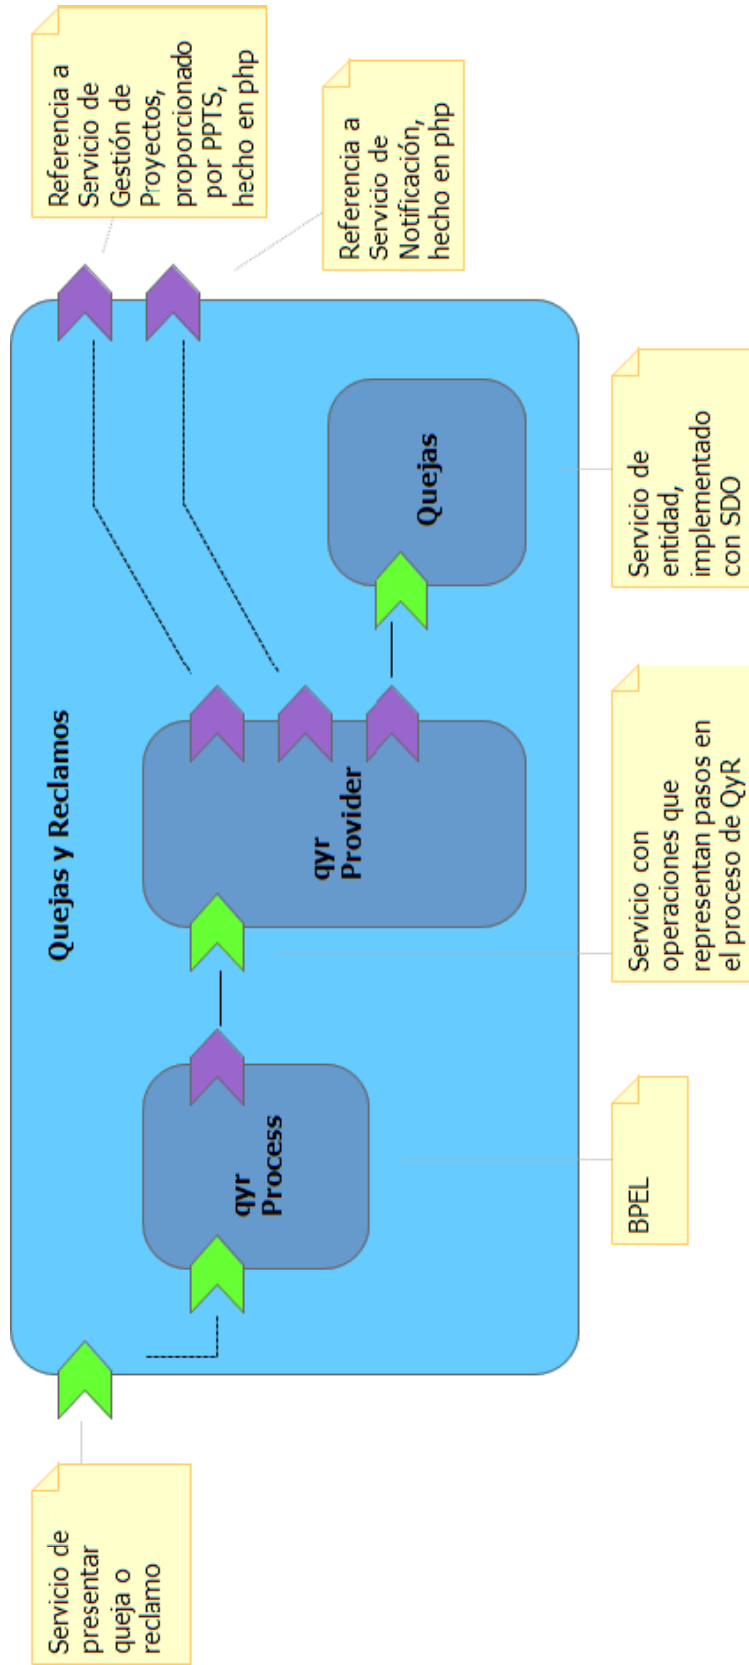 Servicio de
presentar
queja o
reclamo
Quejas y Reclamos
qyr
Process
qyr
Provider
Quejas
Referencia a
Servicio de
Gestión de
Proyectos,
proporcionado
por PPTS,
hecho en php
Referencia a
Servicio de
Notificación,
hecho en php
BPEL
Servicio con
operaciones que
representan pasos en
el proceso de QyR
Servicio de
entidad,
implementado
con SDO